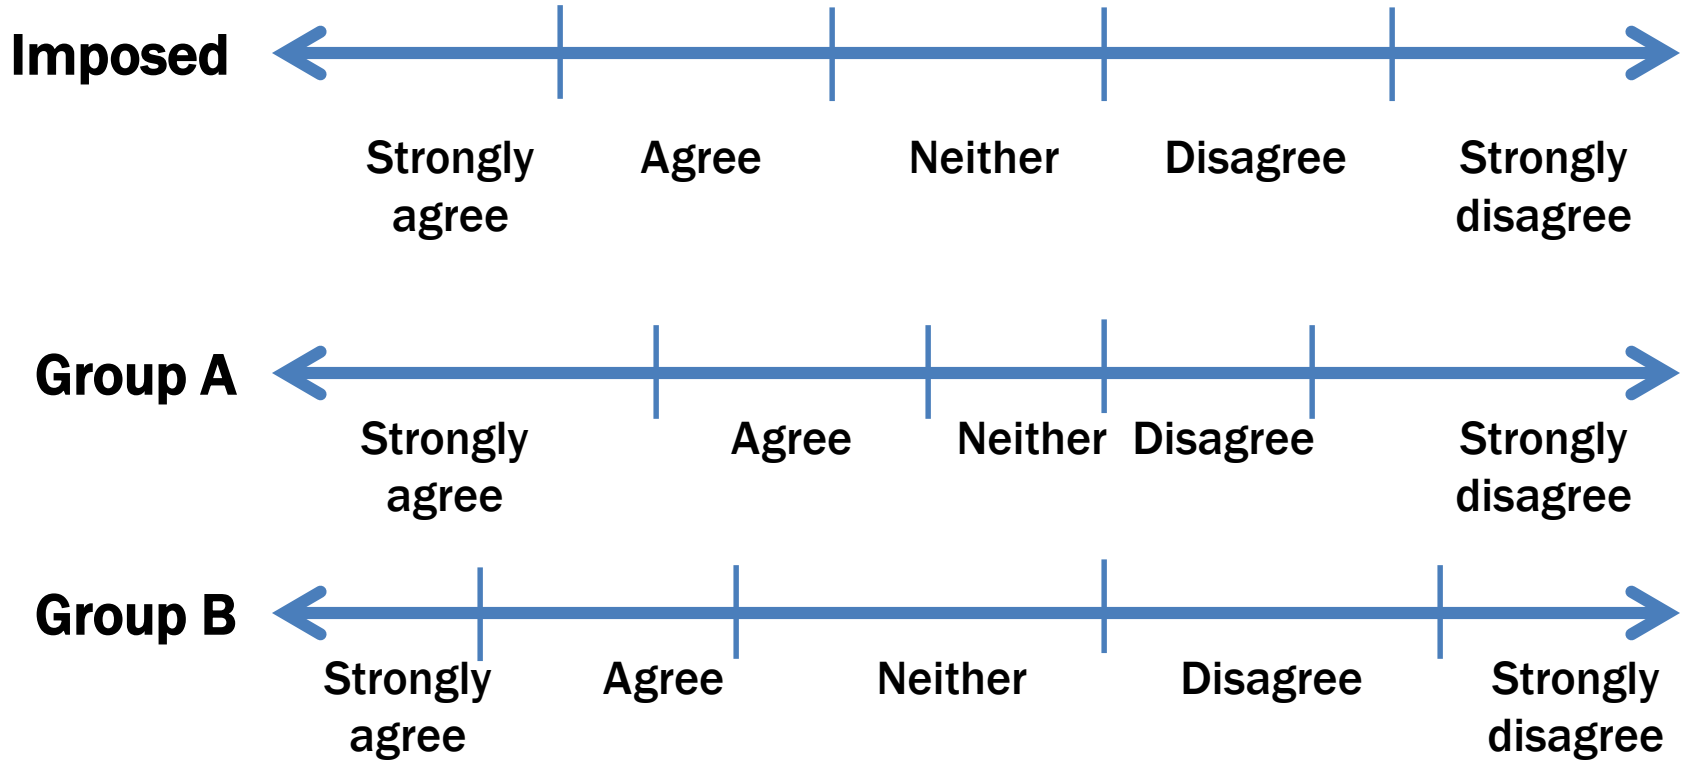 Imposed
Strongly agree
Agree
Neither
Disagree
Strongly disagree
Group A
Strongly agree
Agree
Neither
Disagree
Strongly disagree
Group B
Strongly agree
Agree
Neither
Disagree
Strongly disagree